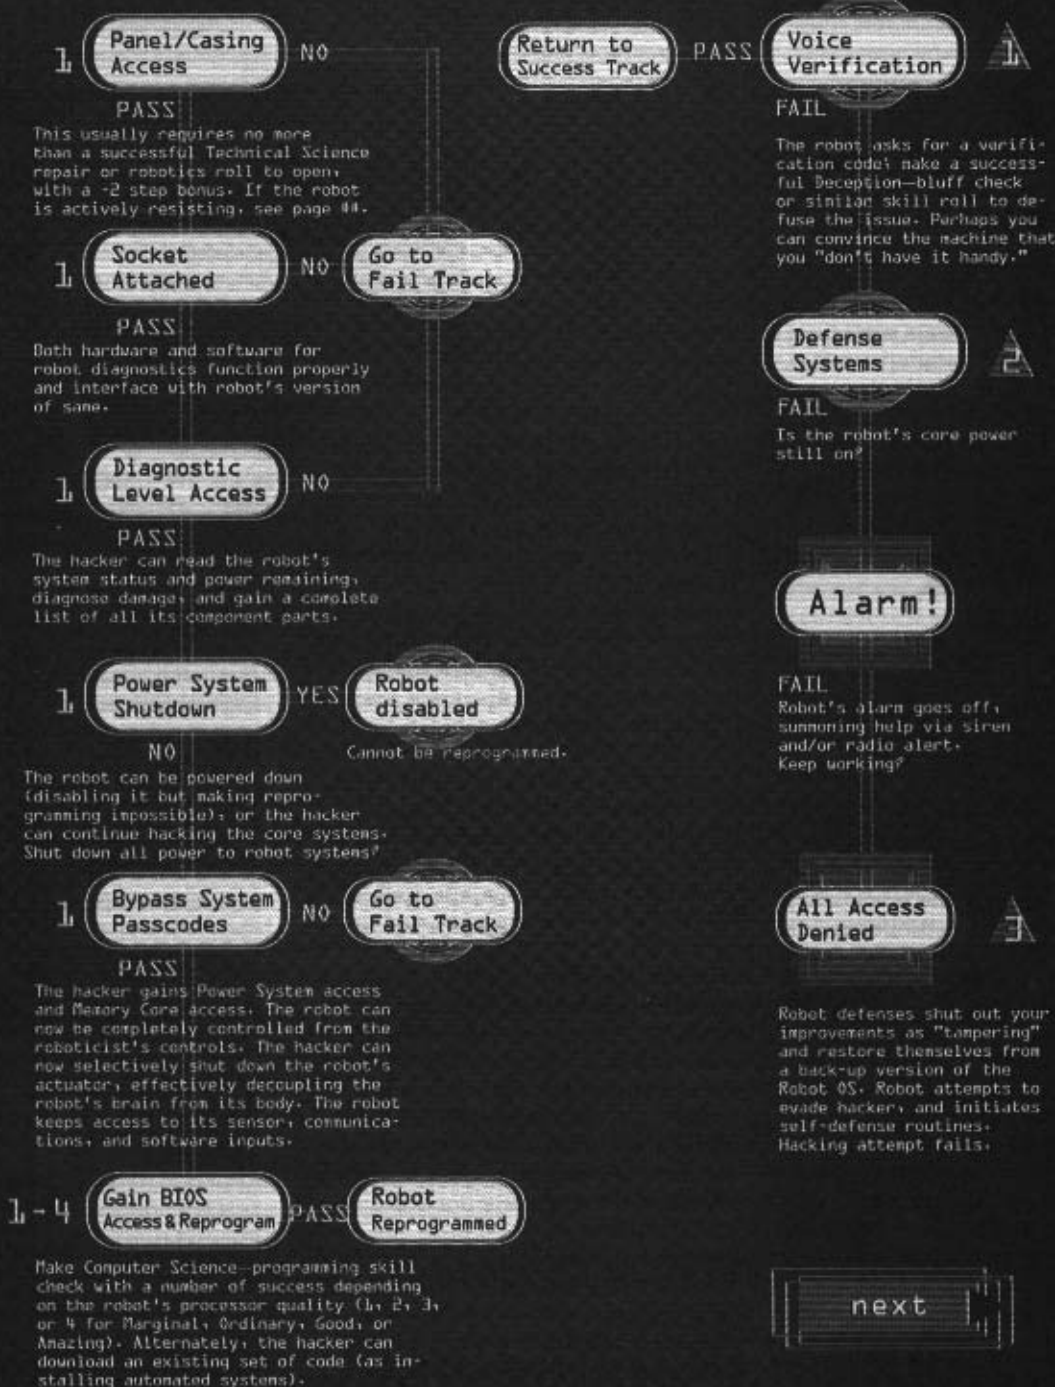 1
Panel/Casing
Access
NO
PASS
This usually requires no more
than a successful Technical Science
repair or robotics roll to open,
with a -2 step bonus. If the robot
is actively resisting, see page ##.
1
Socket
Attached
NO
Go to
Fail Track
PASS
Both hardware and software for
robot diagnostics function properly
and interface with robot's version
of same.
1
Diagnostic
Level Access
NO
PASS
The hacker can read the robot's
system status and power remaining,
diagnose damage, and gain a complete
list of all its component parts.
1
Power System
Shutdown
YES
Robot
disabled
Cannot be reprogrammed.
NO
The robot can be powered down
(disabling it but making repro-
gramming impossible), or the hacker
can continue hacking the core systems.
Shut down all power to robot systems?
1
Bypass System
Passcodes
NO
Go to
Fail Track
PASS
The hacker gains Power System access
and Memory Core access. The robot can
now be completely controlled from the
roboticist's controls. The hacker can
now selectively shut down the robot's
actuator, effectively decoupling the
robot's brain from its body. The robot
keeps access to its sensor, communica-
tions, and software inputs.
1-4
Gain BIOS
Access & Reprogram
PASS
Robot
Reprogrammed
Make Computer Science—programming skill
check with a number of success depending
on the robot's processor quality (1, 2, 3,
or 4 for Marginal, Ordinary, Good, or
Amazing). Alternately, the hacker can
download an existing set of code (as in-
stalling automated systems).
Return to
Success Track
PASS
Voice
Verification
1
FAIL
The robot asks for a verifi-
cation code; make a success-
ful Deception—bluff check
or similar skill roll to de-
fuse the issue. Perhaps you
can convince the machine that
you "don't have it handy."
Defense
Systems
2
FAIL
Is the robot's core power
still on?
Alarm!
FAIL
Robot's alarm goes off,
summoning help via siren
and/or radio alert.
Keep working?
All Access
Denied
3
Robot defenses shut out your
improvements as "tampering"
and restore themselves from
a back-up version of the
Robot OS. Robot attempts to
evade hacker, and initiates
self-defense routines.
Hacking attempt fails.
next